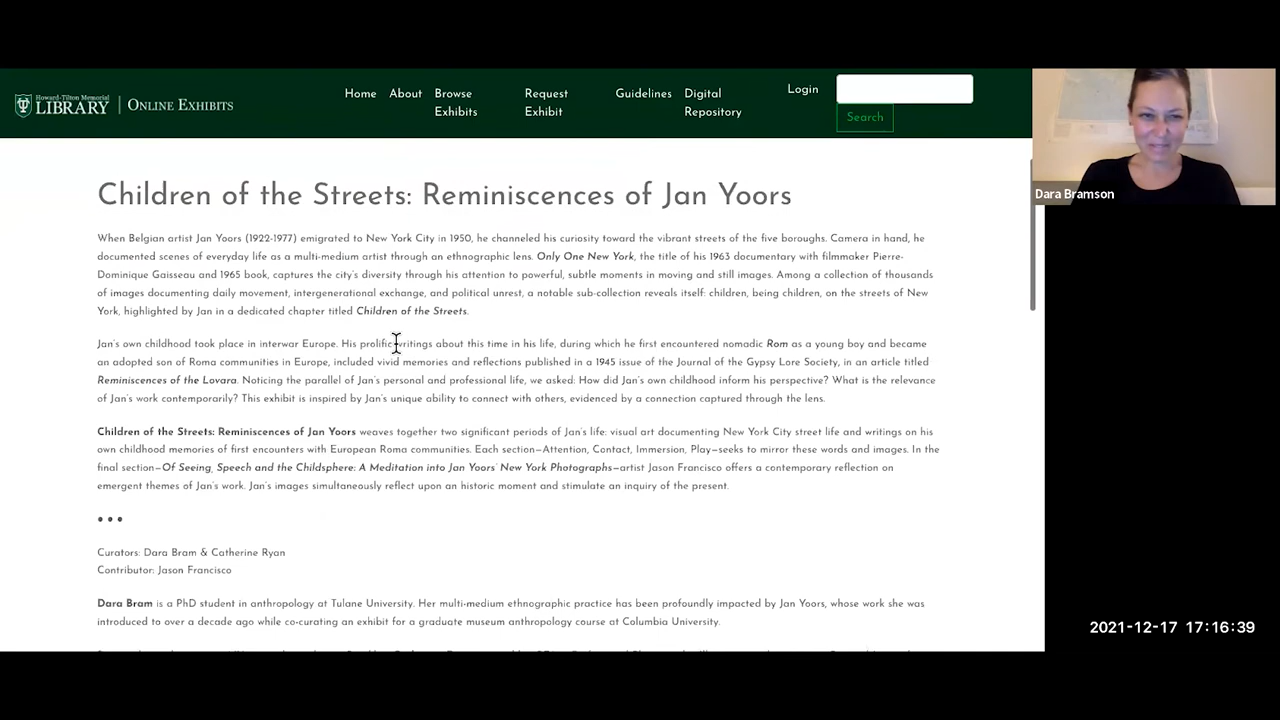 Howard-Tilton Memorial
LIBRARY | ONLINE EXHIBITS
Home
About
Browse
Exhibits
Request
Exhibit
Guidelines
Digital
Repository
Login
Search
Children of the Streets: Reminiscences of Jan Yoors
When Belgian artist Jan Yoors (1922-1977) emigrated to New York City in 1950, he channeled his curiosity toward the vibrant streets of the five boroughs. Camera in hand, he
documented scenes of everyday life as a multi-medium artist through an ethnographic lens. Only One New York, the title of his 1963 documentary with filmmaker Pierre-
Dominique Gaisseau and 1965 book, captures the city's diversity through his attention to powerful, subtle moments in moving and still images. Among a collection of thousands
of images documenting daily movement, intergenerational exchange, and political unrest, a notable sub-collection reveals itself: children, being children, on the streets of New
York, highlighted by Jan in a dedicated chapter titled Children of the Streets.
Jan's own childhood took place in interwar Europe. His prolific writings about this time in his life, during which he first encountered nomadic Rom as a young boy and became
an adopted son of Roma communities in Europe, included vivid memories and reflections published in a 1945 issue of the Journal of the Gypsy Lore Society, in an article titled
Reminiscences of the Lovara. Noticing the parallel of Jan's personal and professional life, we asked: How did Jan's own childhood inform his perspective? What is the relevance
of Jan's work contemporarily? This exhibit is inspired by Jan's unique ability to connect with others, evidenced by a connection captured through the lens.
Children of the Streets: Reminiscences of Jan Yoors weaves together two significant periods of Jan's life: visual art documenting New York City street life and writings on his
own childhood memories of first encounters with European Roma communities. Each section—Attention, Contact, Immersion, Play—seeks to mirror these words and images. In the
final section—Of Seeing, Speech and the Childsphere: A Meditation into Jan Yoors' New York Photographs—artist Jason Francisco offers a contemporary reflection on
emergent themes of Jan's work. Jan's images simultaneously reflect upon an historic moment and stimulate an inquiry of the present.
• • •
Curators: Dara Bram & Catherine Ryan
Contributor: Jason Francisco
Dara Bram is a PhD student in anthropology at Tulane University. Her multi-medium ethnographic practice has been profoundly impacted by Jan Yoors, whose work she was
introduced to over a decade ago while co-curating an exhibit for a graduate museum anthropology course at Columbia University.
Dara Bramson
2021-12-17 17:16:39